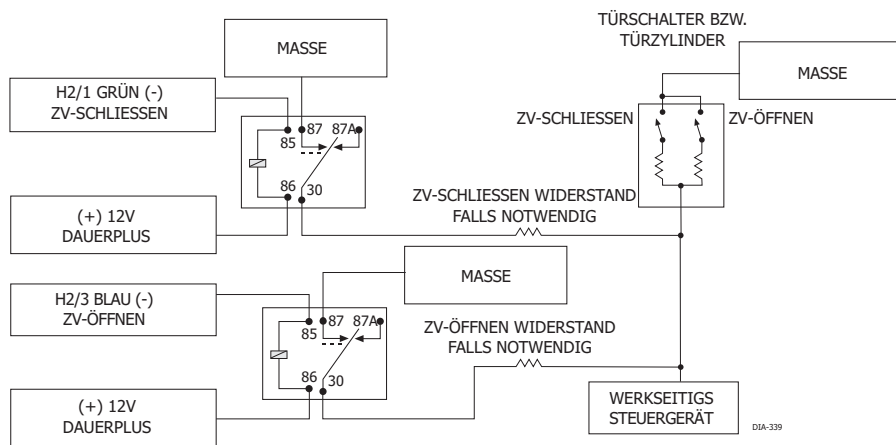 TÜRSCHALTER BZW.
TÜRZYLINDER
MASSE
MASSE
H2/1 GRÜN (-)
ZV-SCHLIESSEN
87 87A
85
86 30
ZV-SCHLIESSEN
ZV-ÖFFNEN
(+) 12V
DAUERPLUS
ZV-SCHLIESSEN WIDERSTAND
FALLS NOTWENDIG
MASSE
H2/3 BLAU (-)
ZV-ÖFFNEN
87 87A
85
86 30
ZV-ÖFFNEN WIDERSTAND
FALLS NOTWENDIG
(+) 12V
DAUERPLUS
WERKSEITIGS
STEUERGERÄT
DIA-339